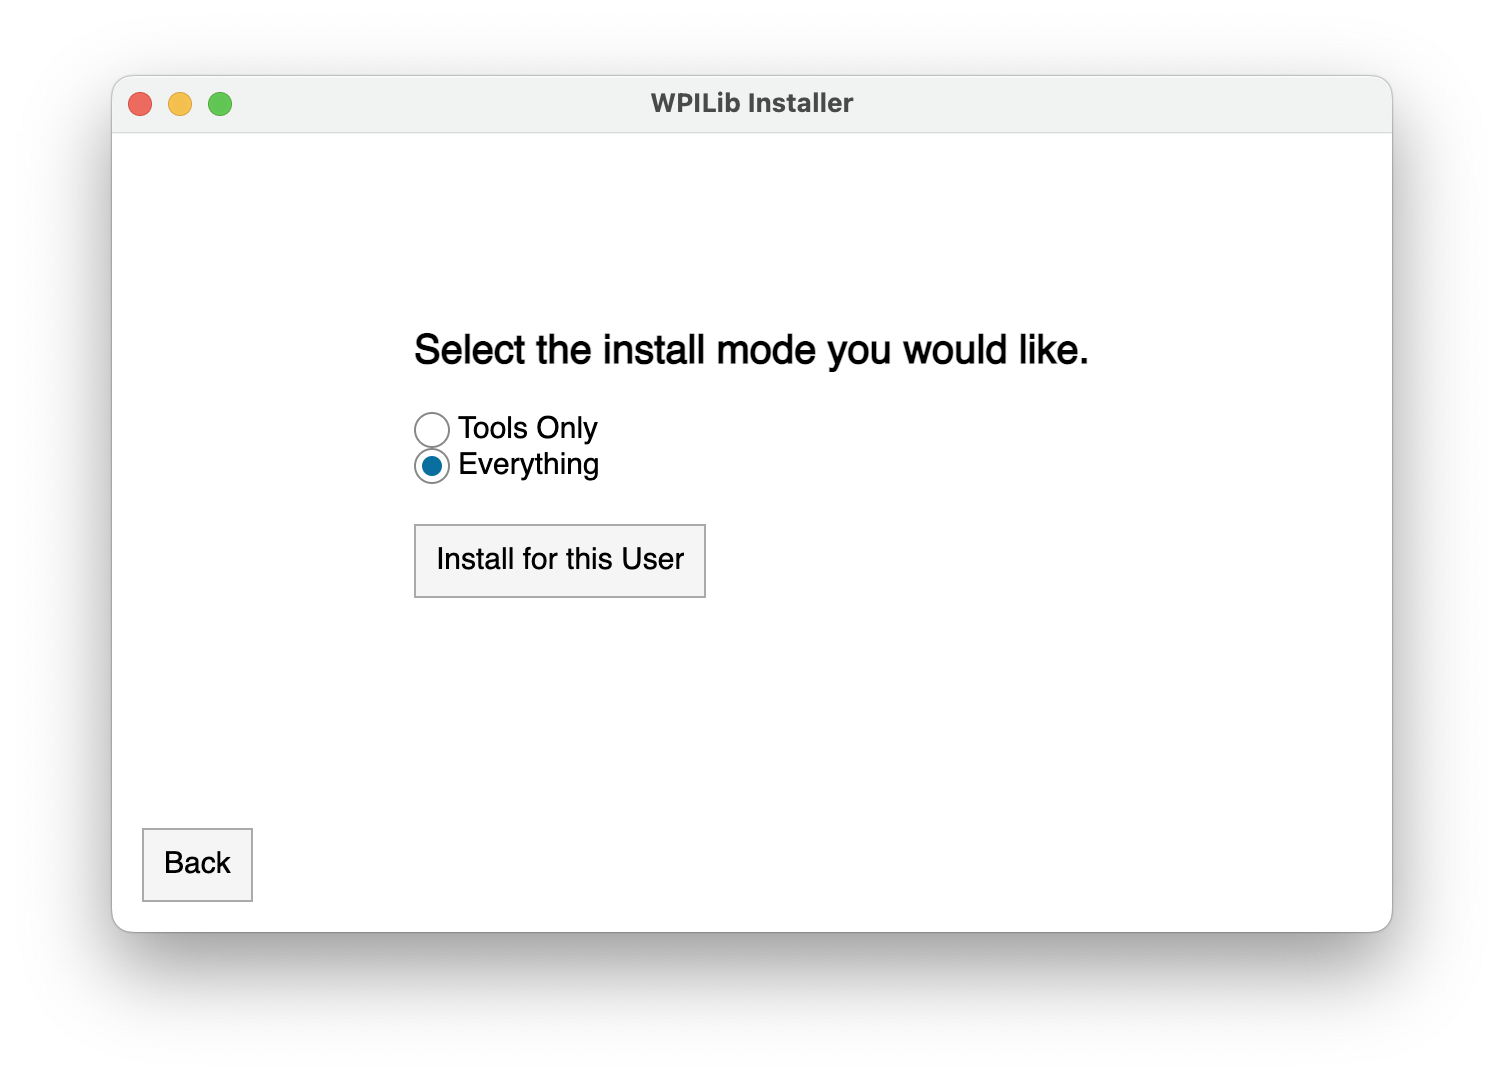 WPILib Installer
Select the install mode you would like.
Tools Only
Everything
Install for this User
Back